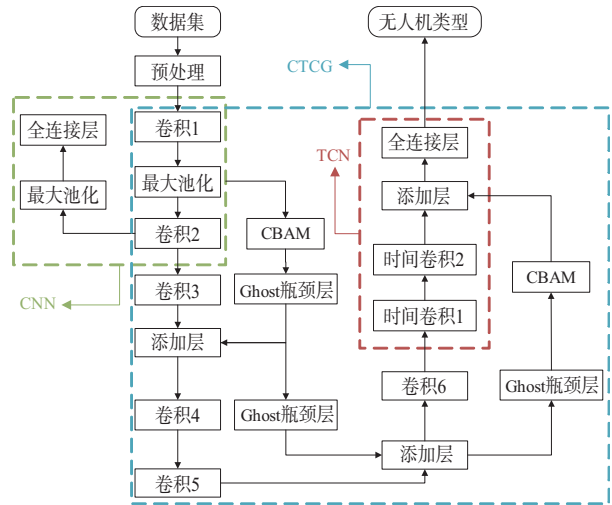 数据集
预处理
卷积1
最大池化
卷积2
全连接层
最大池化
CNN
卷积3
添加层
卷积4
卷积5
CBAM
Ghost瓶颈层
Ghost瓶颈层
CTCG
无人机类型
TCN
全连接层
添加层
时间卷积2
时间卷积1
卷积6
添加层
CBAM
Ghost瓶颈层